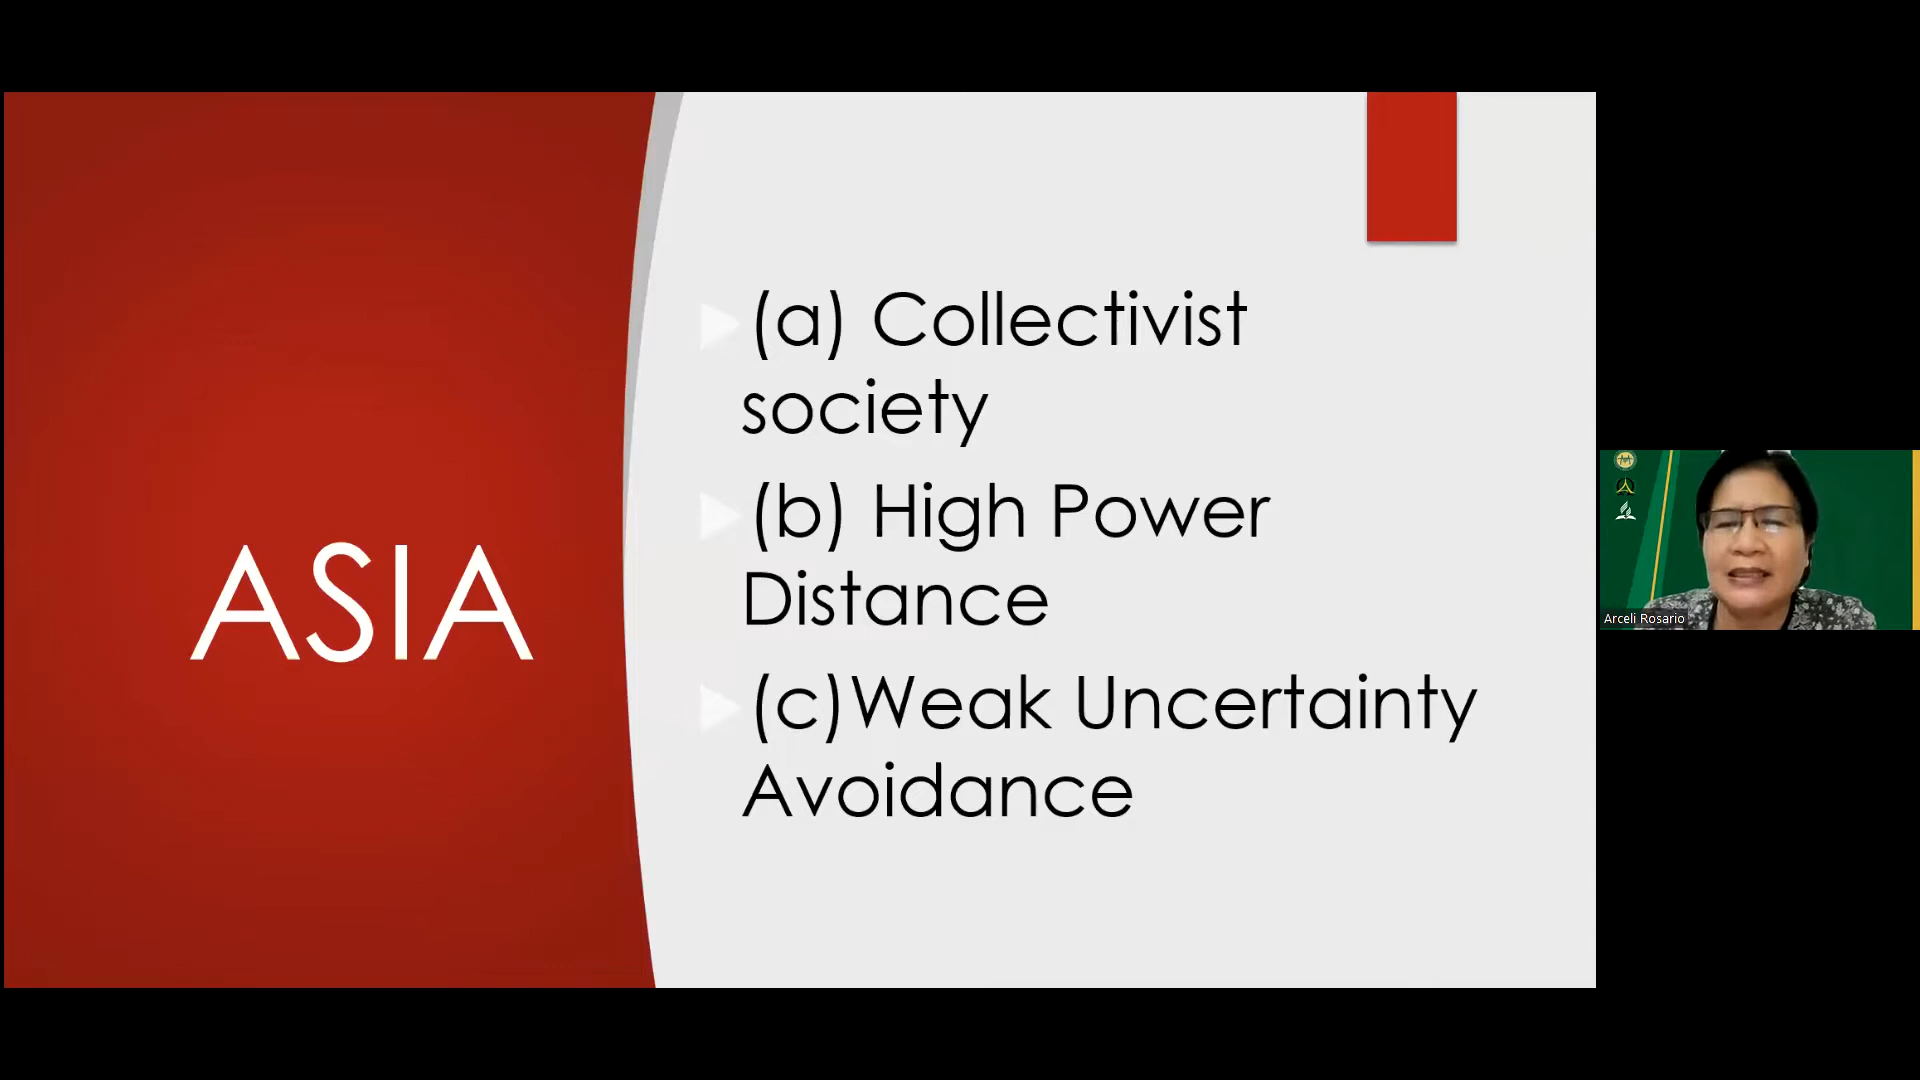 ASIA
(a) Collectivist
society
(b) High Power
Distance
(c)Weak Uncertainty
Avoidance
Arceli Rosario